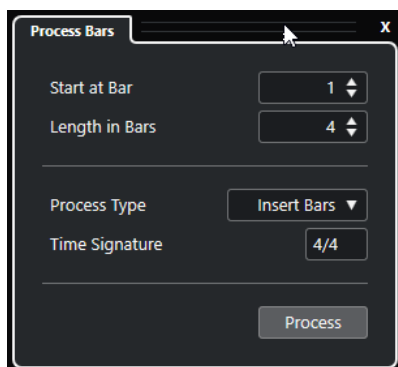 Process Bars X
Start at Bar 1
Length in Bars 4
Process Type Insert Bars
Time Signature 4/4
Process